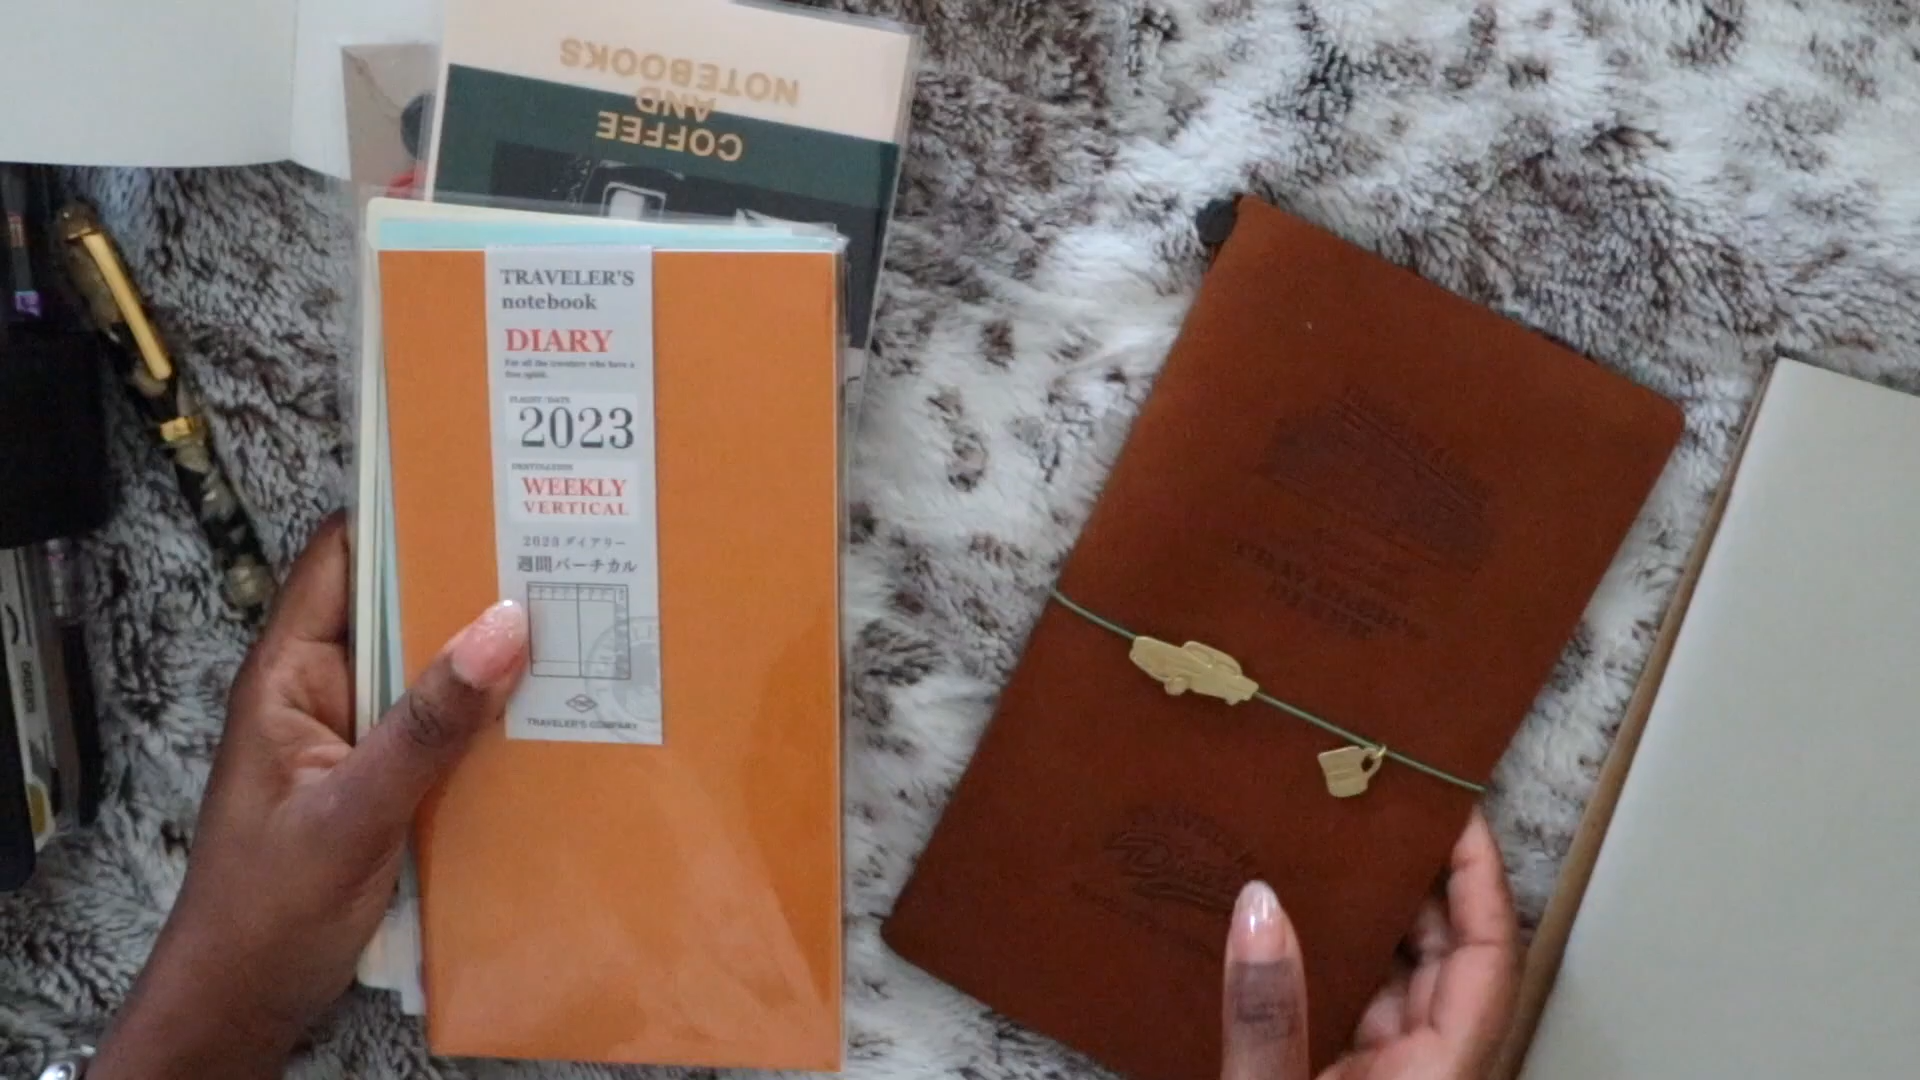 COFFEE
AND
NOTEBOOKS
TRAVELER'S
notebook
DIARY
For all the travelers who have a
free spirit.
2023
DESTINATION
WEEKLY
VERTICAL
2023 ダイアリー
週間バーチカル
TRAVELER'S COMPANY